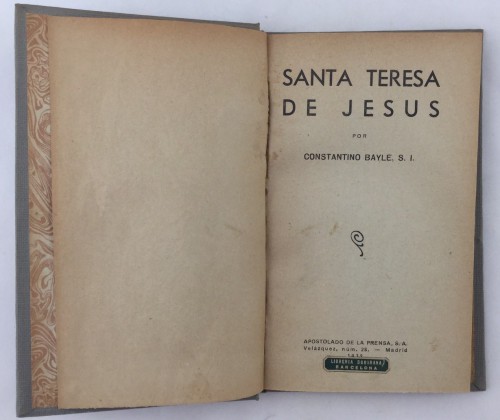 SANTA TERESA
DE JESUS
POR
CONSTANTINO BAYLE, S. I.
APOSTOLADO DE LA PRENSA, S. A.
Velázquez, núm. 28. — Madrid
LIBRERIA
BARCELONA